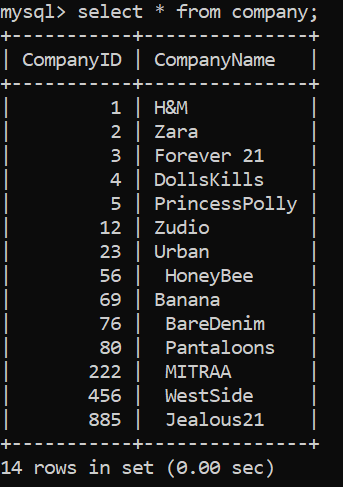 mysql> select * from company;
+-----------+---------------+
| CompanyID | CompanyName   |
+-----------+---------------+
|         1 | H&M           |
|         2 | Zara          |
|         3 | Forever 21    |
|         4 | DollsKills    |
|         5 | PrincessPolly |
|        12 | Zudio         |
|        23 | Urban         |
|        56 |  HoneyBee     |
|        69 | Banana        |
|        76 |  BareDenim    |
|        80 |  Pantaloons   |
|       222 |  MITRAA       |
|       456 |  WestSide     |
|       885 |  Jealous21    |
+-----------+---------------+
14 rows in set (0.00 sec)